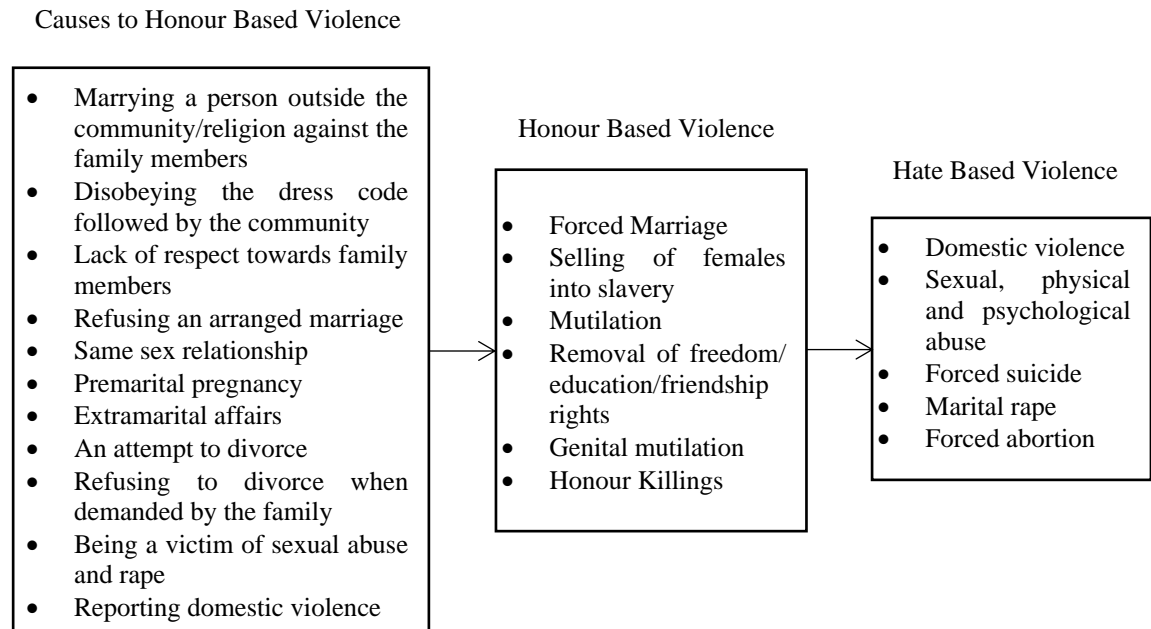 Causes to Honour Based Violence
• Marrying a person outside the
community/religion against the
family members
• Disobeying the dress code
followed by the community
• Lack of respect towards family
members
• Refusing an arranged marriage
• Same sex relationship
• Premarital pregnancy
• Extramarital affairs
• An attempt to divorce
• Refusing to divorce when
demanded by the family
• Being a victim of sexual abuse
and rape
• Reporting domestic violence
Honour Based Violence
• Forced Marriage
• Selling of females
into slavery
• Mutilation
• Removal of freedom/
education/friendship
rights
• Genital mutilation
• Honour Killings
Hate Based Violence
• Domestic violence
• Sexual, physical
and psychological
abuse
• Forced suicide
• Marital rape
• Forced abortion